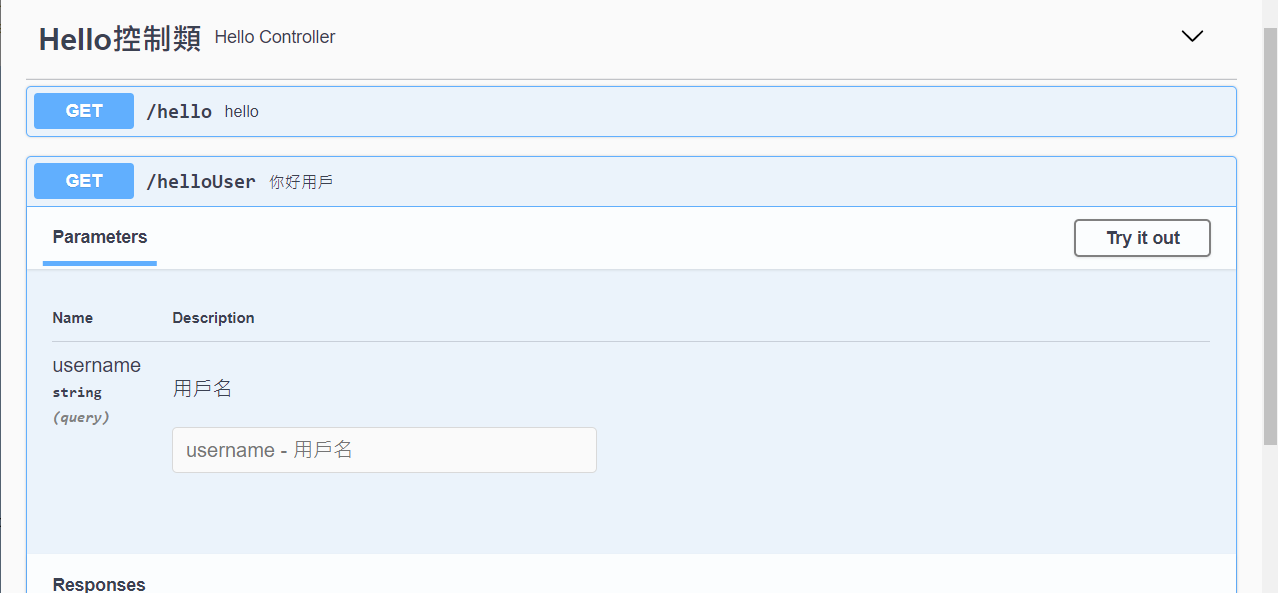 Hello控制類 Hello Controller
GET /hello hello
GET /helloUser 你好用戶
Parameters Try it out
Name Description
username
string
用戶名
(query)
username - 用戶名
Responses